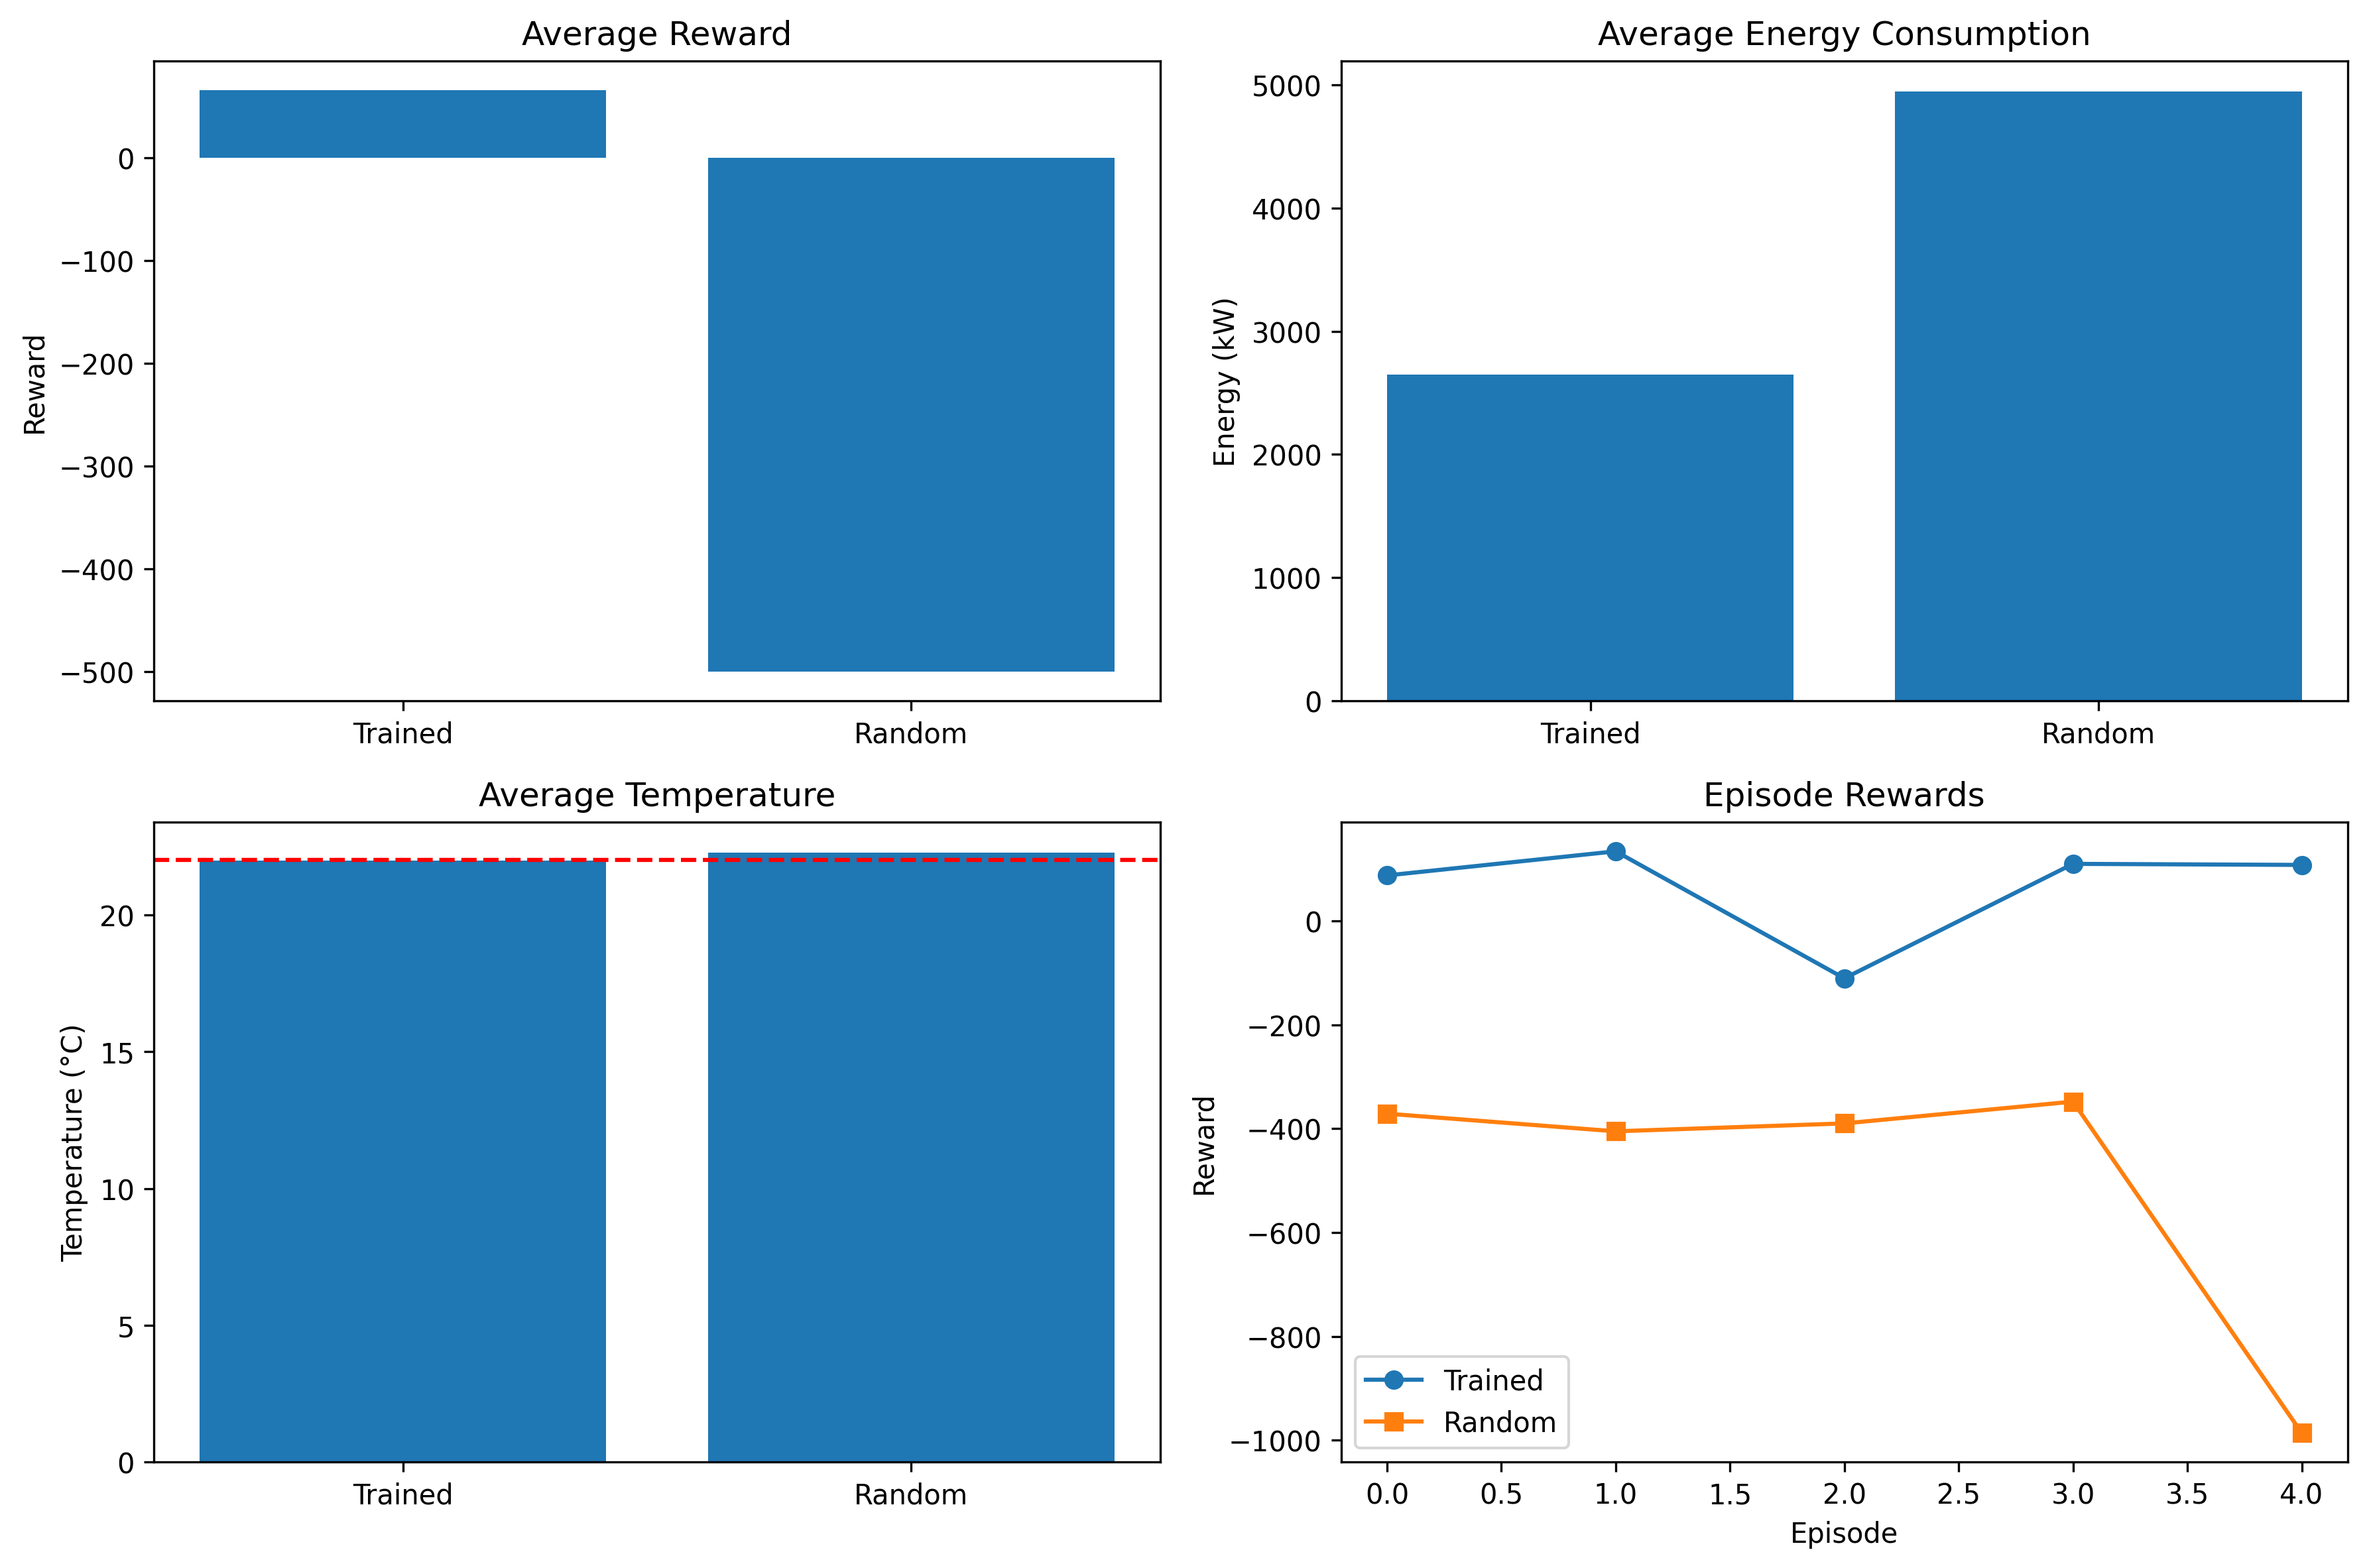 Average Reward
Reward
0
−100
−200
−300
−400
−500
Trained
Random
Average Energy Consumption
Energy (kW)
5000
4000
3000
2000
1000
0
Trained
Random
Average Temperature
Temperature (°C)
20
15
10
5
0
Trained
Random
Episode Rewards
Reward
0
−200
−400
−600
−800
−1000
Trained
Random
0.0
0.5
1.0
1.5
2.0
2.5
3.0
3.5
4.0
Episode